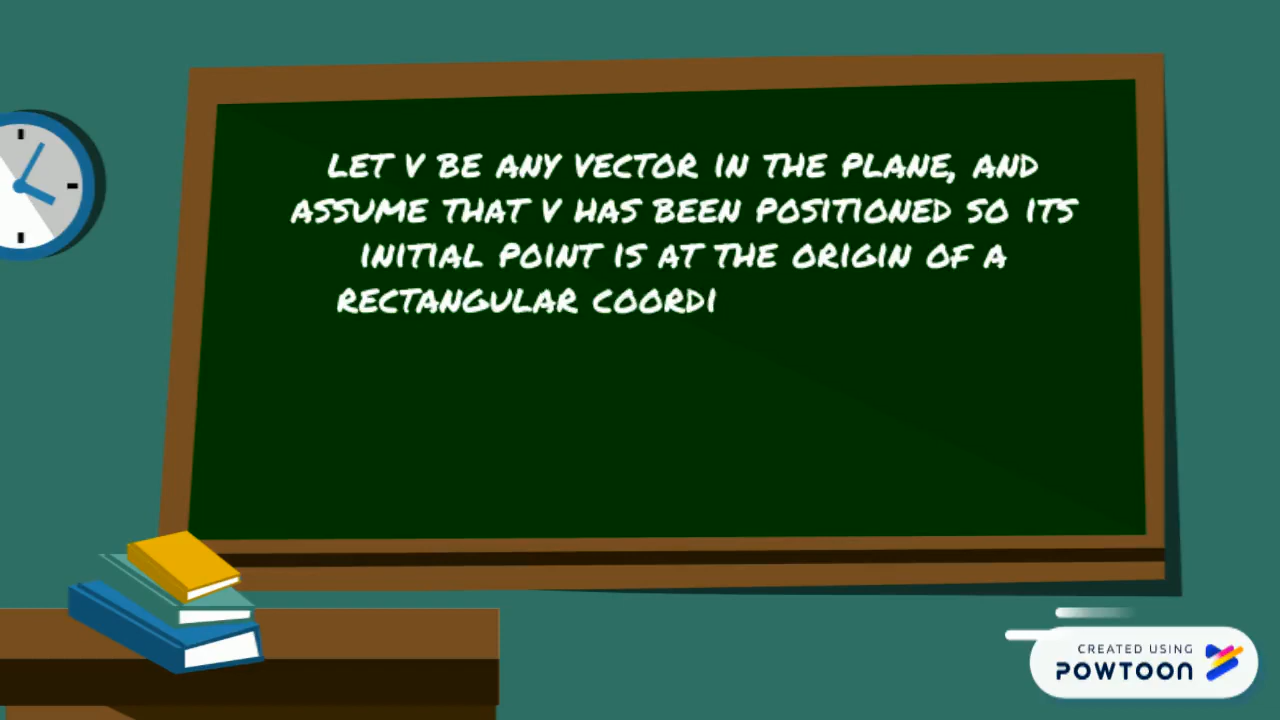 LET V BE ANY VECTOR IN THE PLANE, AND
ASSUME THAT V HAS BEEN POSITIONED SO ITS
INITIAL POINT IS AT THE ORIGIN OF A
RECTANGULAR COORDI
CREATED USING
POWTOON